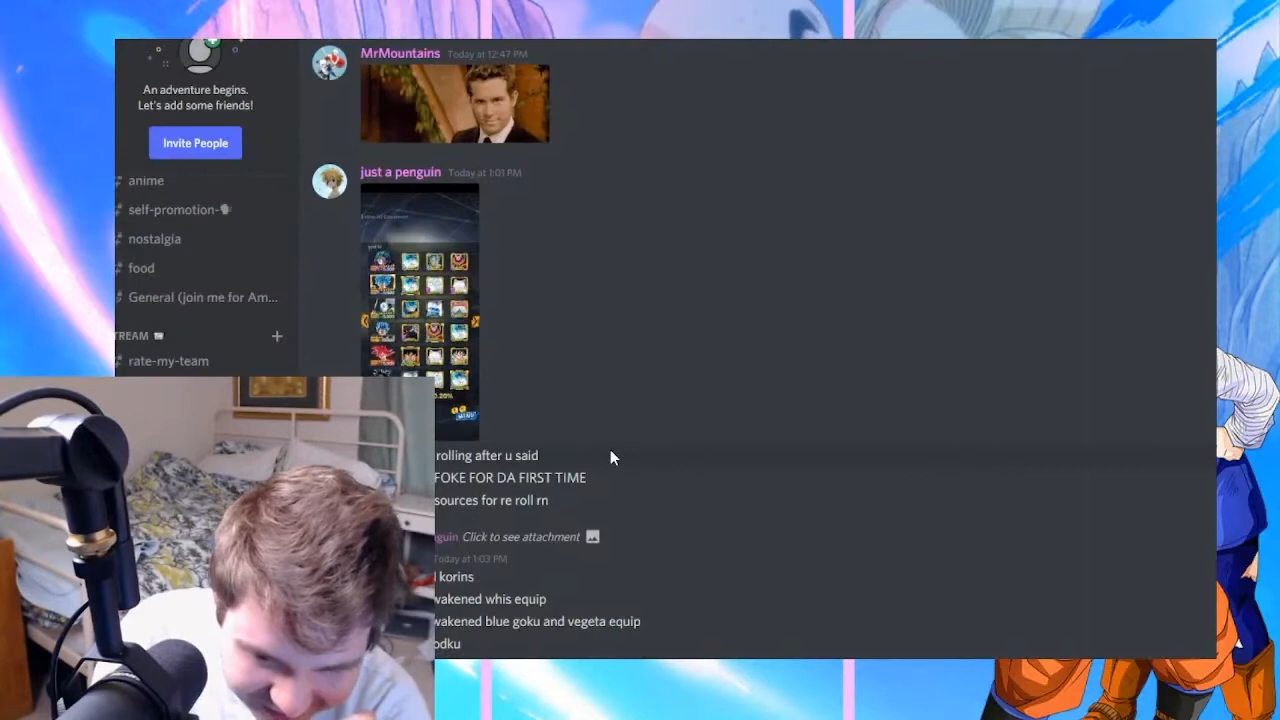 MrMountains Today at 12:47 PM
An adventure begins.
Let's add some friends!
Invite People
just a penguin Today at 1:01 PM
anime
self-promotion-
nostalgia
food
General (join me for Am...
TREAM
rate-my-team
0.20%
rolling after u said
FOKE FOR DA FIRST TIME
sources for re roll rn
guin Click to see attachment
Today at 1:03 PM
korins
wakened whis equip
wakened blue goku and vegeta equip
odku